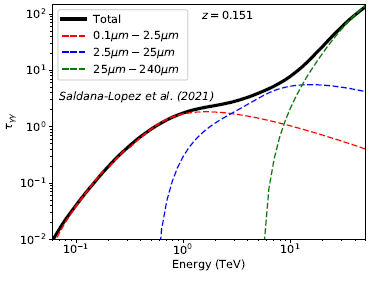 z = 0.151
Total
0.1μm − 2.5μm
2.5μm − 25μm
25μm − 240μm
Saldana-Lopez et al. (2021)
τγγ
10²
10¹
10⁰
10⁻¹
10⁻²
10⁻¹ 10⁰ 10¹
Energy (TeV)